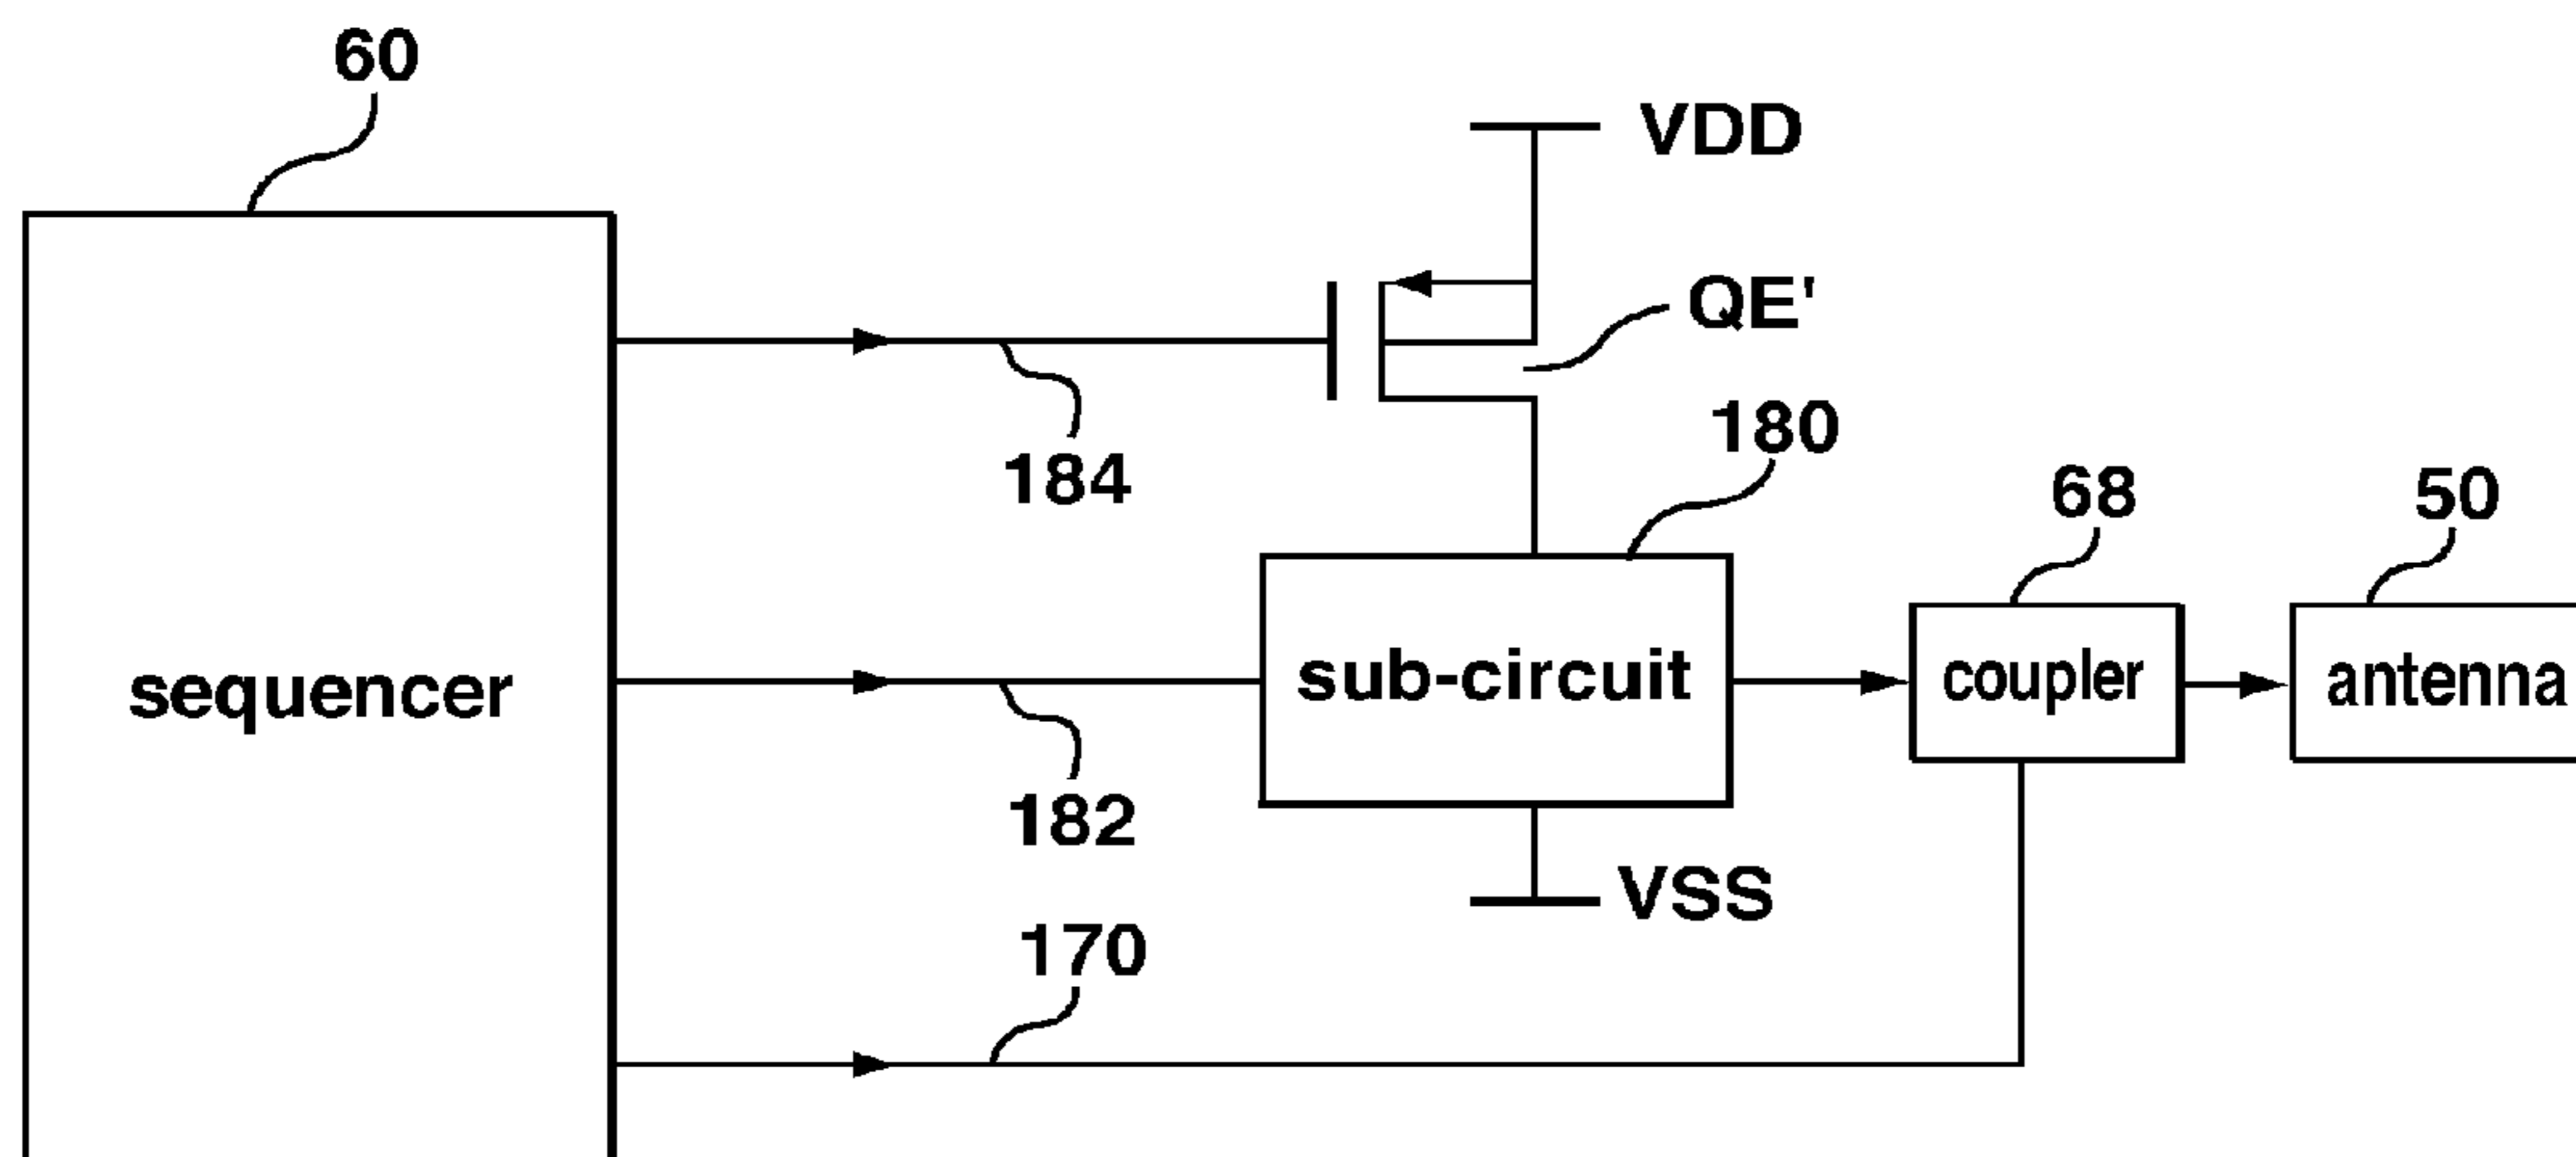 60
VDD
QE'
184
180
68
50
sequencer
sub-circuit
coupler
antenna
182
VSS
170